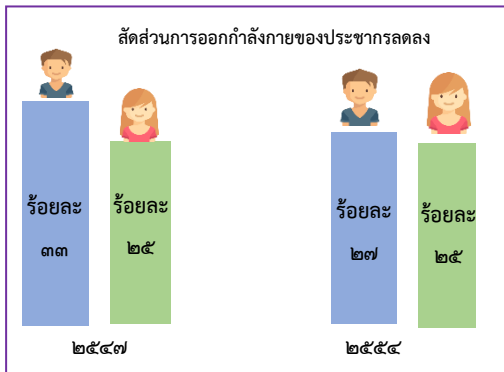 สัดส่วนการออกกำลังกายของประชากรลดลง
ร้อยละ
๓๓
ร้อยละ
๒๕
ร้อยละ
๒๗
ร้อยละ
๒๕
๒๕๔๗
๒๕๕๔